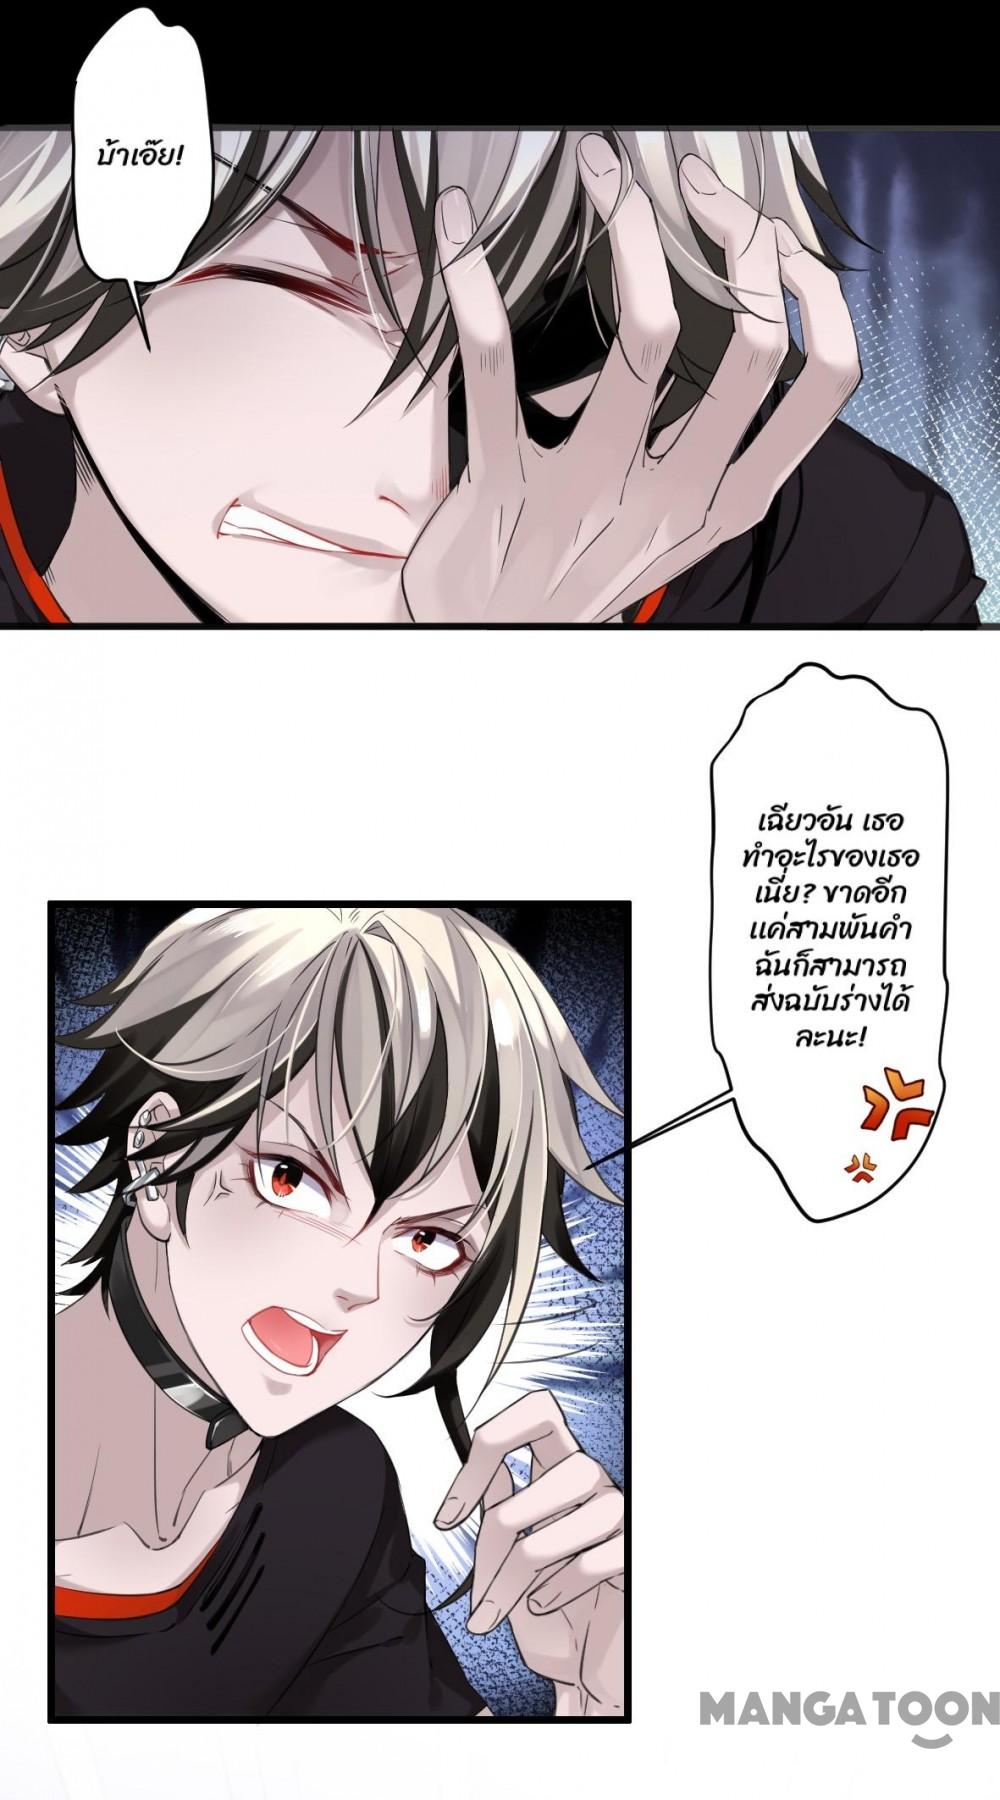 บ้าเอ๊ย!
เฉียวอัน เธอ
ทำอะไรของเธอ
เนี่ย? ขาดอีก
แค่สามพันคำ
ฉันก็สามารถ
ส่งฉบับร่างได้
ละนะ!
MANGATOON